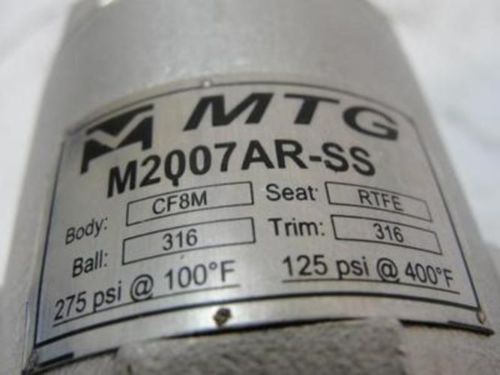 MTG
M2007AR-SS
Body: CF8M Seat: RTFE
Ball: 316 Trim: 316
275 psi @ 100°F 125 psi @ 400°F